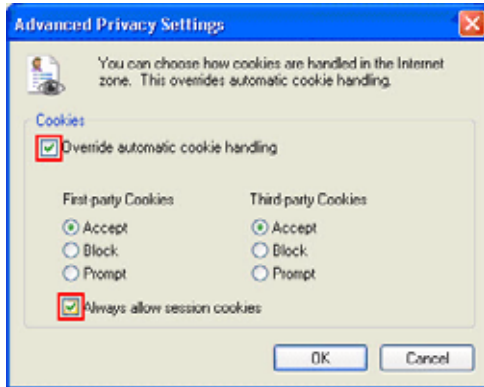 Advanced Privacy Settings
You can choose how cookies are handled in the Internet
zone. This overrides automatic cookie handling.
Cookies
Override automatic cookie handling
First-party Cookies Third-party Cookies
Accept Accept
Block Block
Prompt Prompt
Always allow session cookies
OK Cancel